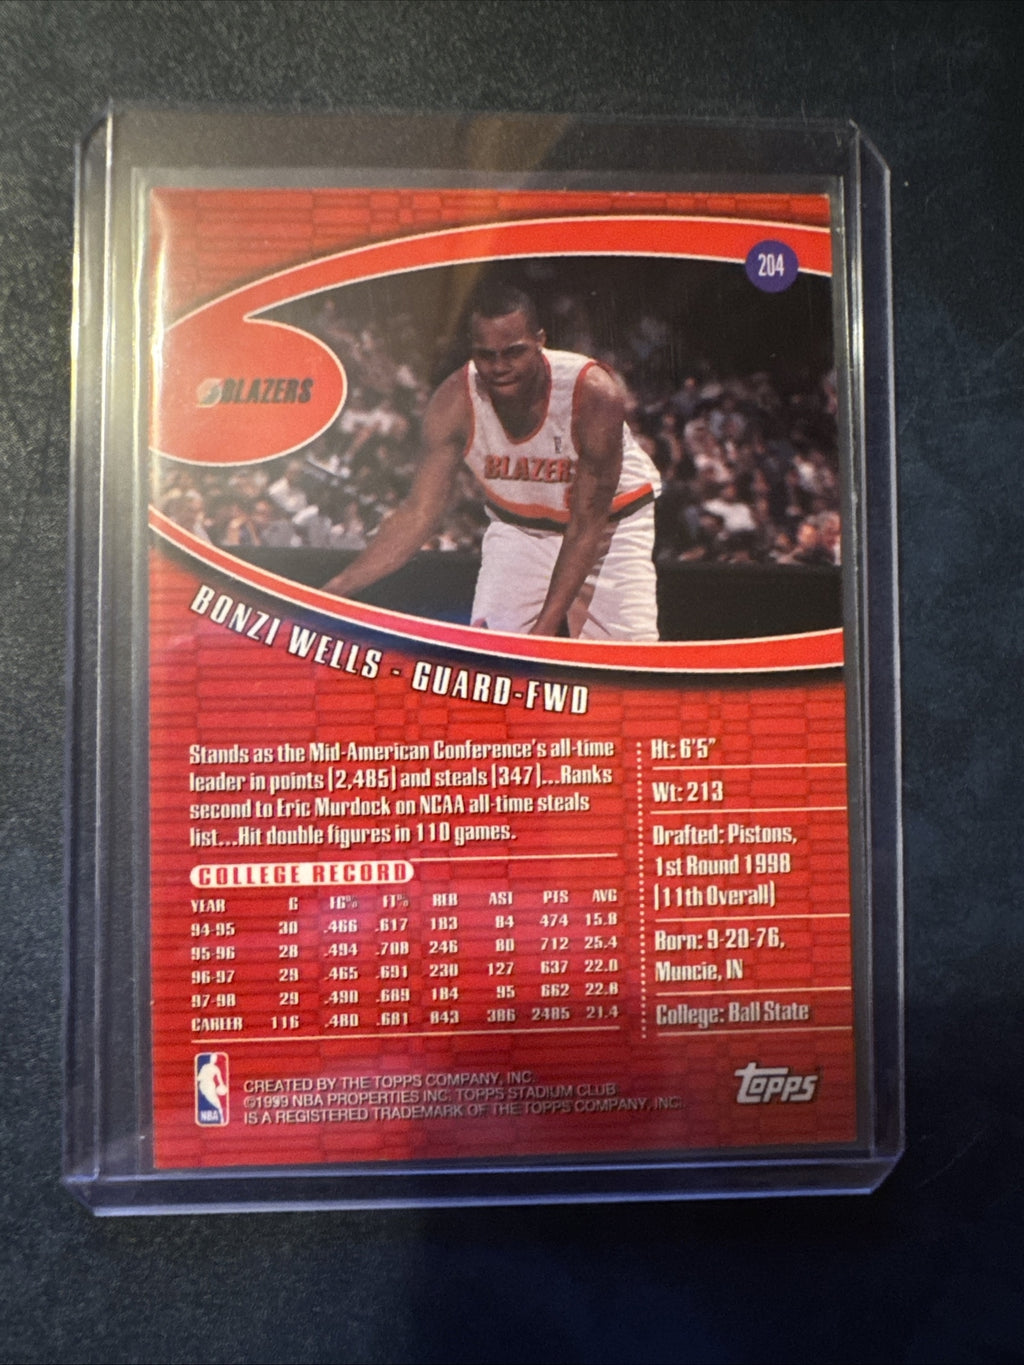 204
BLAZERS
BLAZER
BONZI WELLS - GUARD-FWD
Stands as the Mid-American Conference's all-time
leader in points (2,485) and steals (347)...Ranks
second to Eric Murdock on NCAA all-time steals
list...Hit double figures in 110 games.
Ht: 6'5"
Wt: 213
Drafted: Pistons,
1st Round 1998
(11th Overall)
Born: 9-20-76,
Muncie, IN
College: Ball State
COLLEGE RECORD
YEAR G FG% FT% REB AST PTS AVG
94-95 30 .466 .617 183 84 474 15.8
95-96 28 .494 .708 246 80 712 25.4
96-97 29 .465 .691 230 127 637 22.0
97-98 29 .490 .689 184 95 662 22.8
CAREER 116 .480 .681 843 386 2485 21.4
NBA
CREATED BY THE TOPPS COMPANY, INC.
©1999 NBA PROPERTIES INC. TOPPS STADIUM CLUB
IS A REGISTERED TRADEMARK OF THE TOPPS COMPANY, INC.
topps